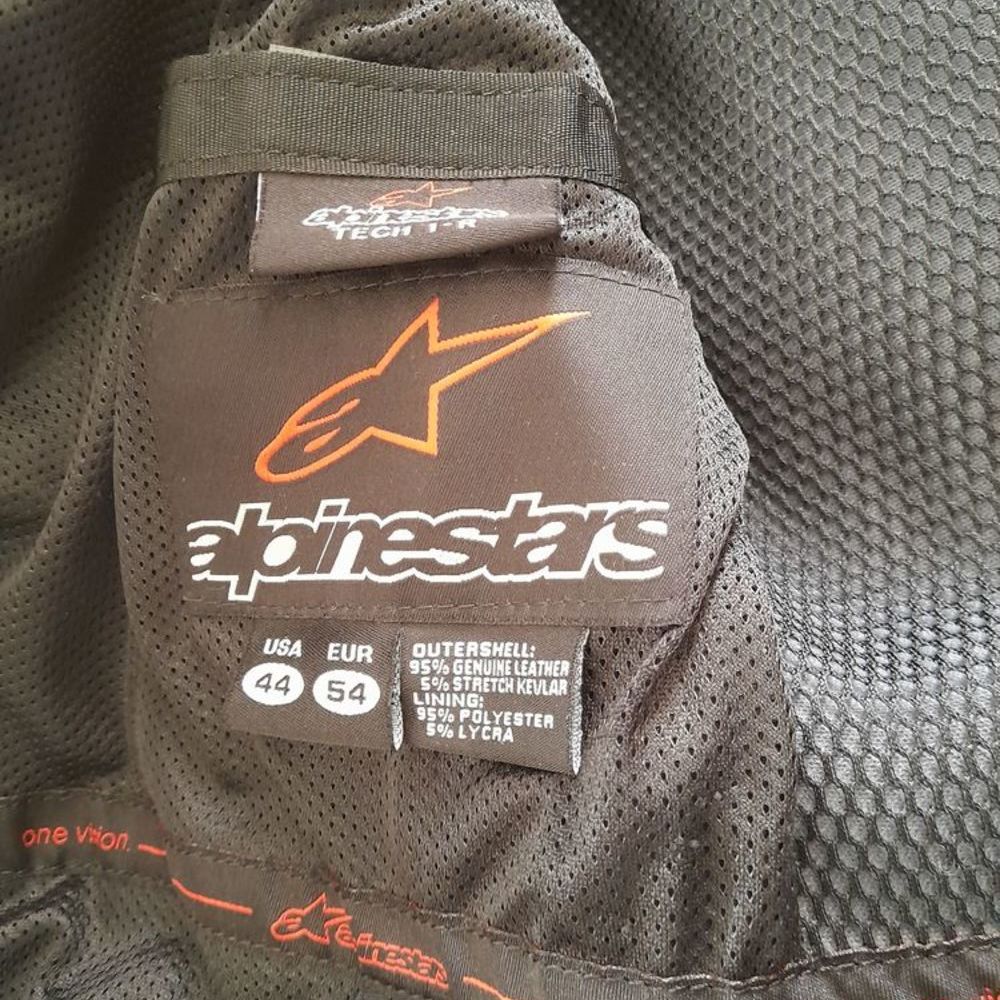 alpinestars
TECH 1-R
alpinestars
USA EUR
44 54
OUTERSHELL:
95% GENUINE LEATHER
5% STRETCH KEVLAR
LINING:
95% POLYESTER
5% LYCRA
one vision.
alpinestars